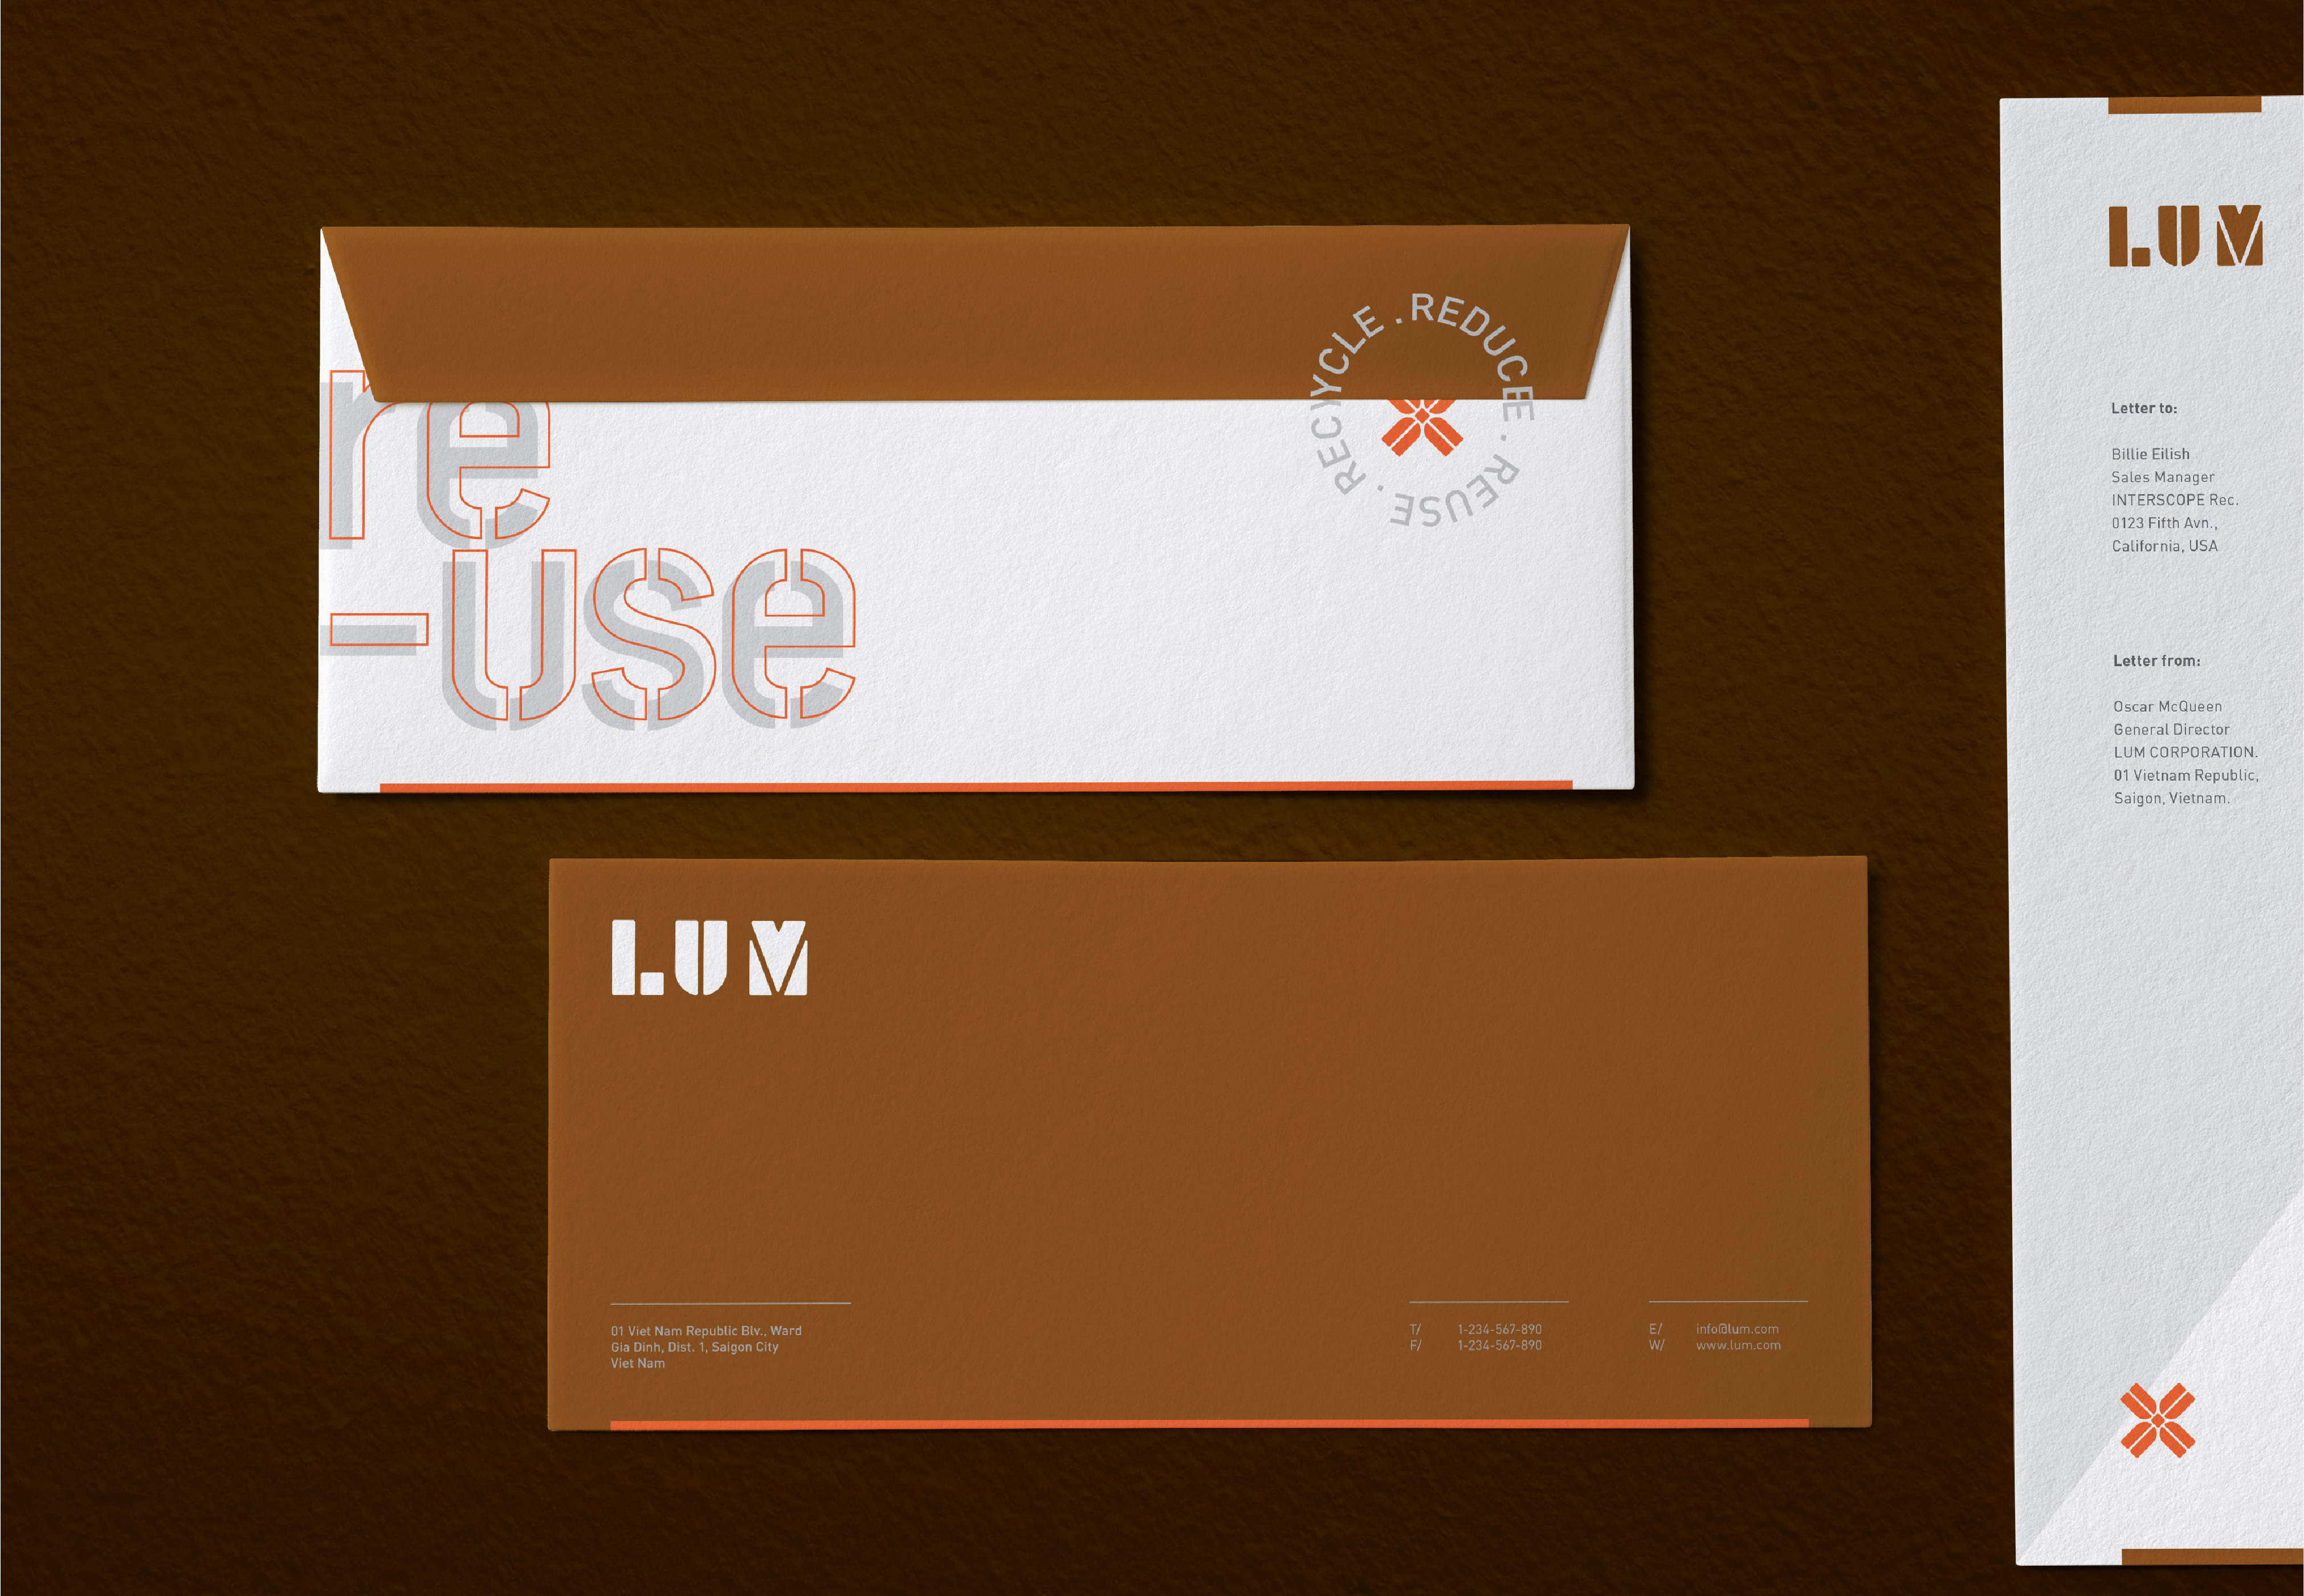 re
-use
RECYCLE . REDUCE . REUSE .
LUM
01 Viet Nam Republic Blv., Ward
Gia Dinh, Dist. 1, Saigon City
Viet Nam
T/ 1-234-567-890
F/ 1-234-567-890
E/ info@lum.com
W/ www.lum.com
LUM
Letter to:
Billie Eilish
Sales Manager
INTERSCOPE Rec.
0123 Fifth Avn.,
California, USA
Letter from:
Oscar McQueen
General Director
LUM CORPORATION.
01 Vietnam Republic,
Saigon, Vietnam.